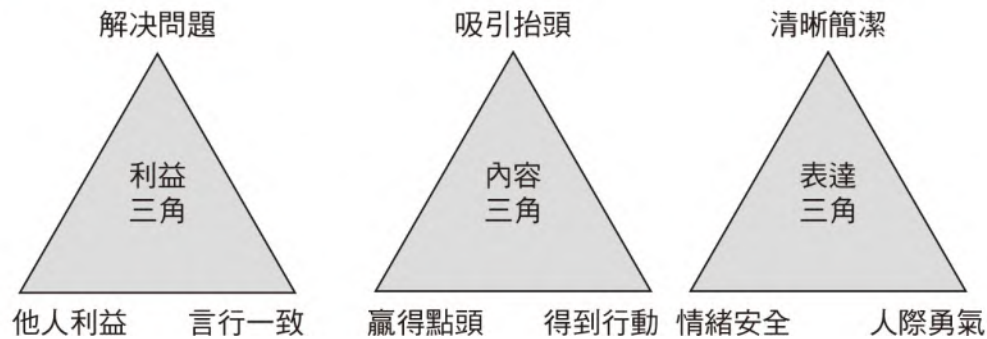 解决問題
吸引抬頭
清晰簡潔
利益
三角
內容
三角
表達
三角
他人利益
言行一致
贏得點頭
得到行動
情緒安全
人際勇氣